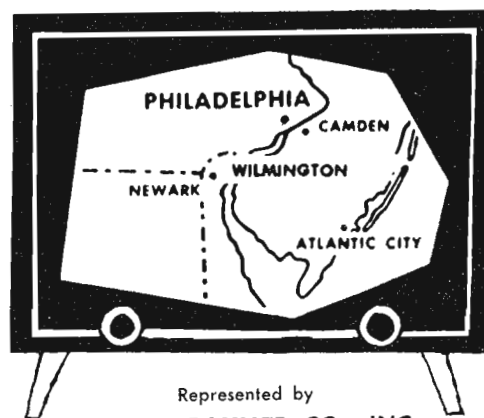 PHILADELPHIA
CAMDEN
WILMINGTON
NEWARK
ATLANTIC CITY
Represented by